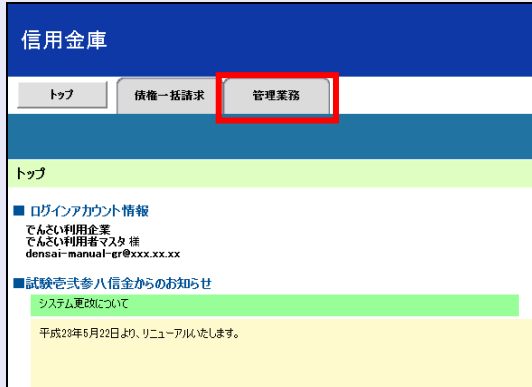 信用金庫
トップ
債権一括請求
管理業務
トップ
■ ログインアカウント情報
でんさい利用企業
でんさい利用者マスタ 様
densai-manual-gr@xxx.xx.xx
■試験壱弐参八信金からのお知らせ
システム更改について
平成23年5月22日より、リニューアルいたします。